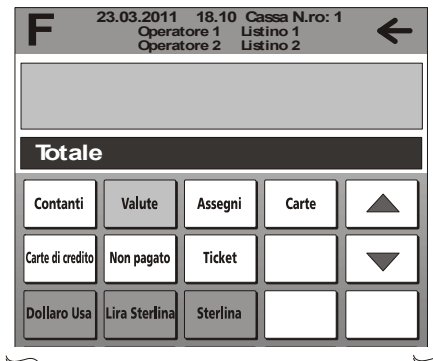 F
23.03.2011 18.10 Cassa N.ro: 1
Operatore 1 Listino 1
Operatore 2 Listino 2
Totale
Contanti Valute Assegni Carte
Carte di credito Non pagato Ticket
Dollaro Usa Lira Sterlina Sterlina